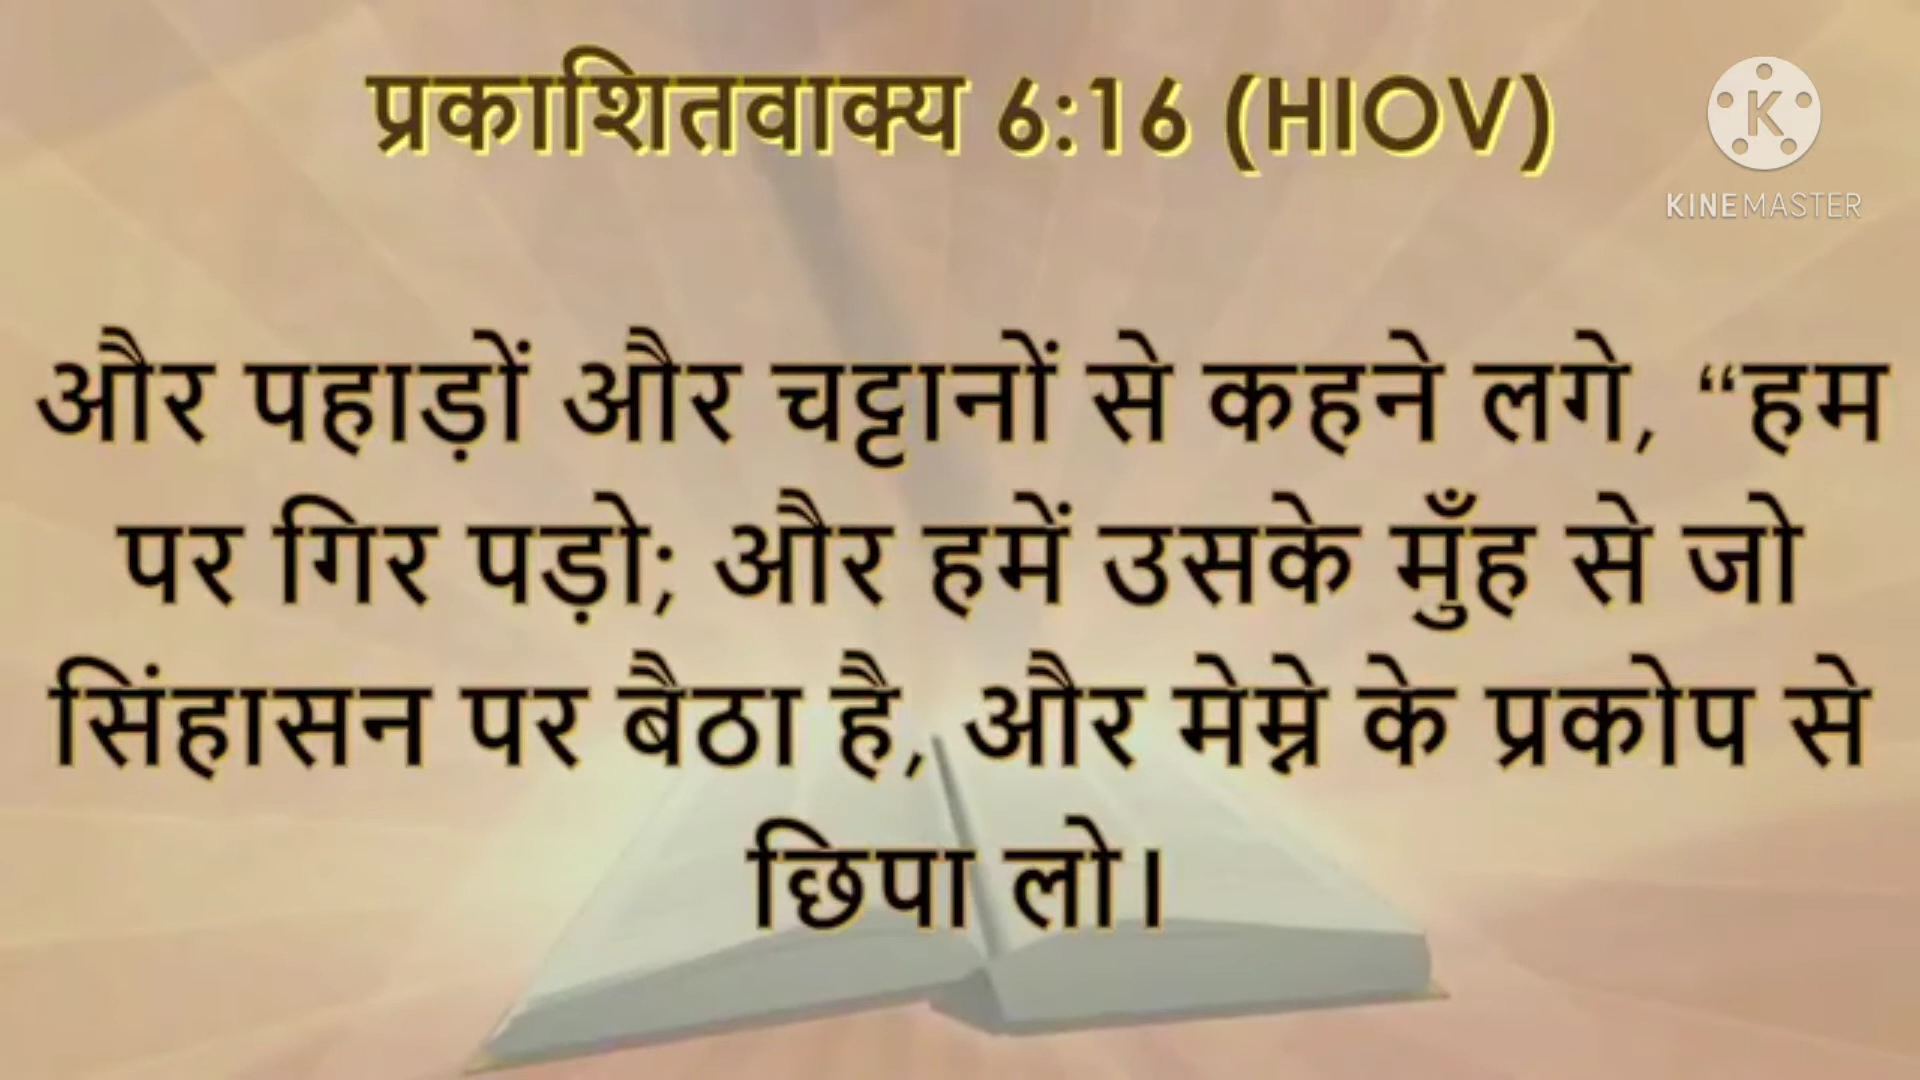 प्रकाशितवाक्य 6:16 (HIOV)
K
KINEMASTER
और पहाड़ों और चट्टानों से कहने लगे, “हम
पर गिर पड़ो; और हमें उसके मुँह से जो
सिंहासन पर बैठा है, और मेम्ने के प्रकोप से
छिपा लो।